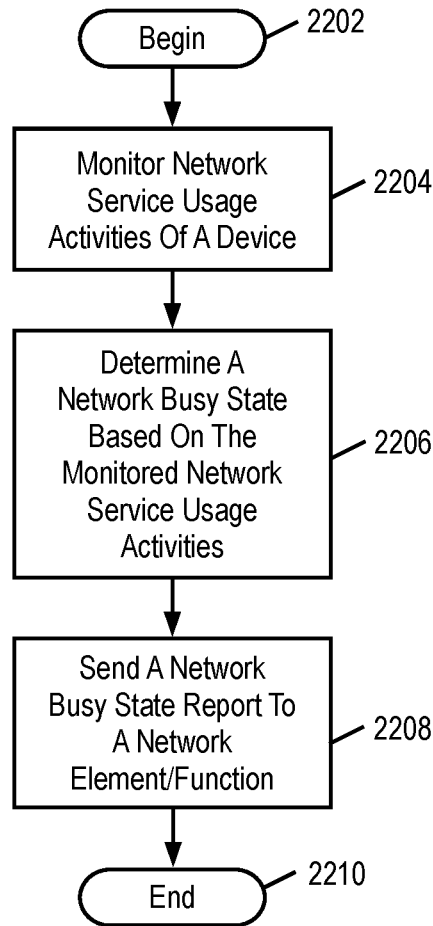 Begin
2202
Monitor Network
Service Usage
Activities Of A Device
2204
Determine A
Network Busy State
Based On The
Monitored Network
Service Usage
Activities
2206
Send A Network
Busy State Report To
A Network
Element/Function
2208
End
2210